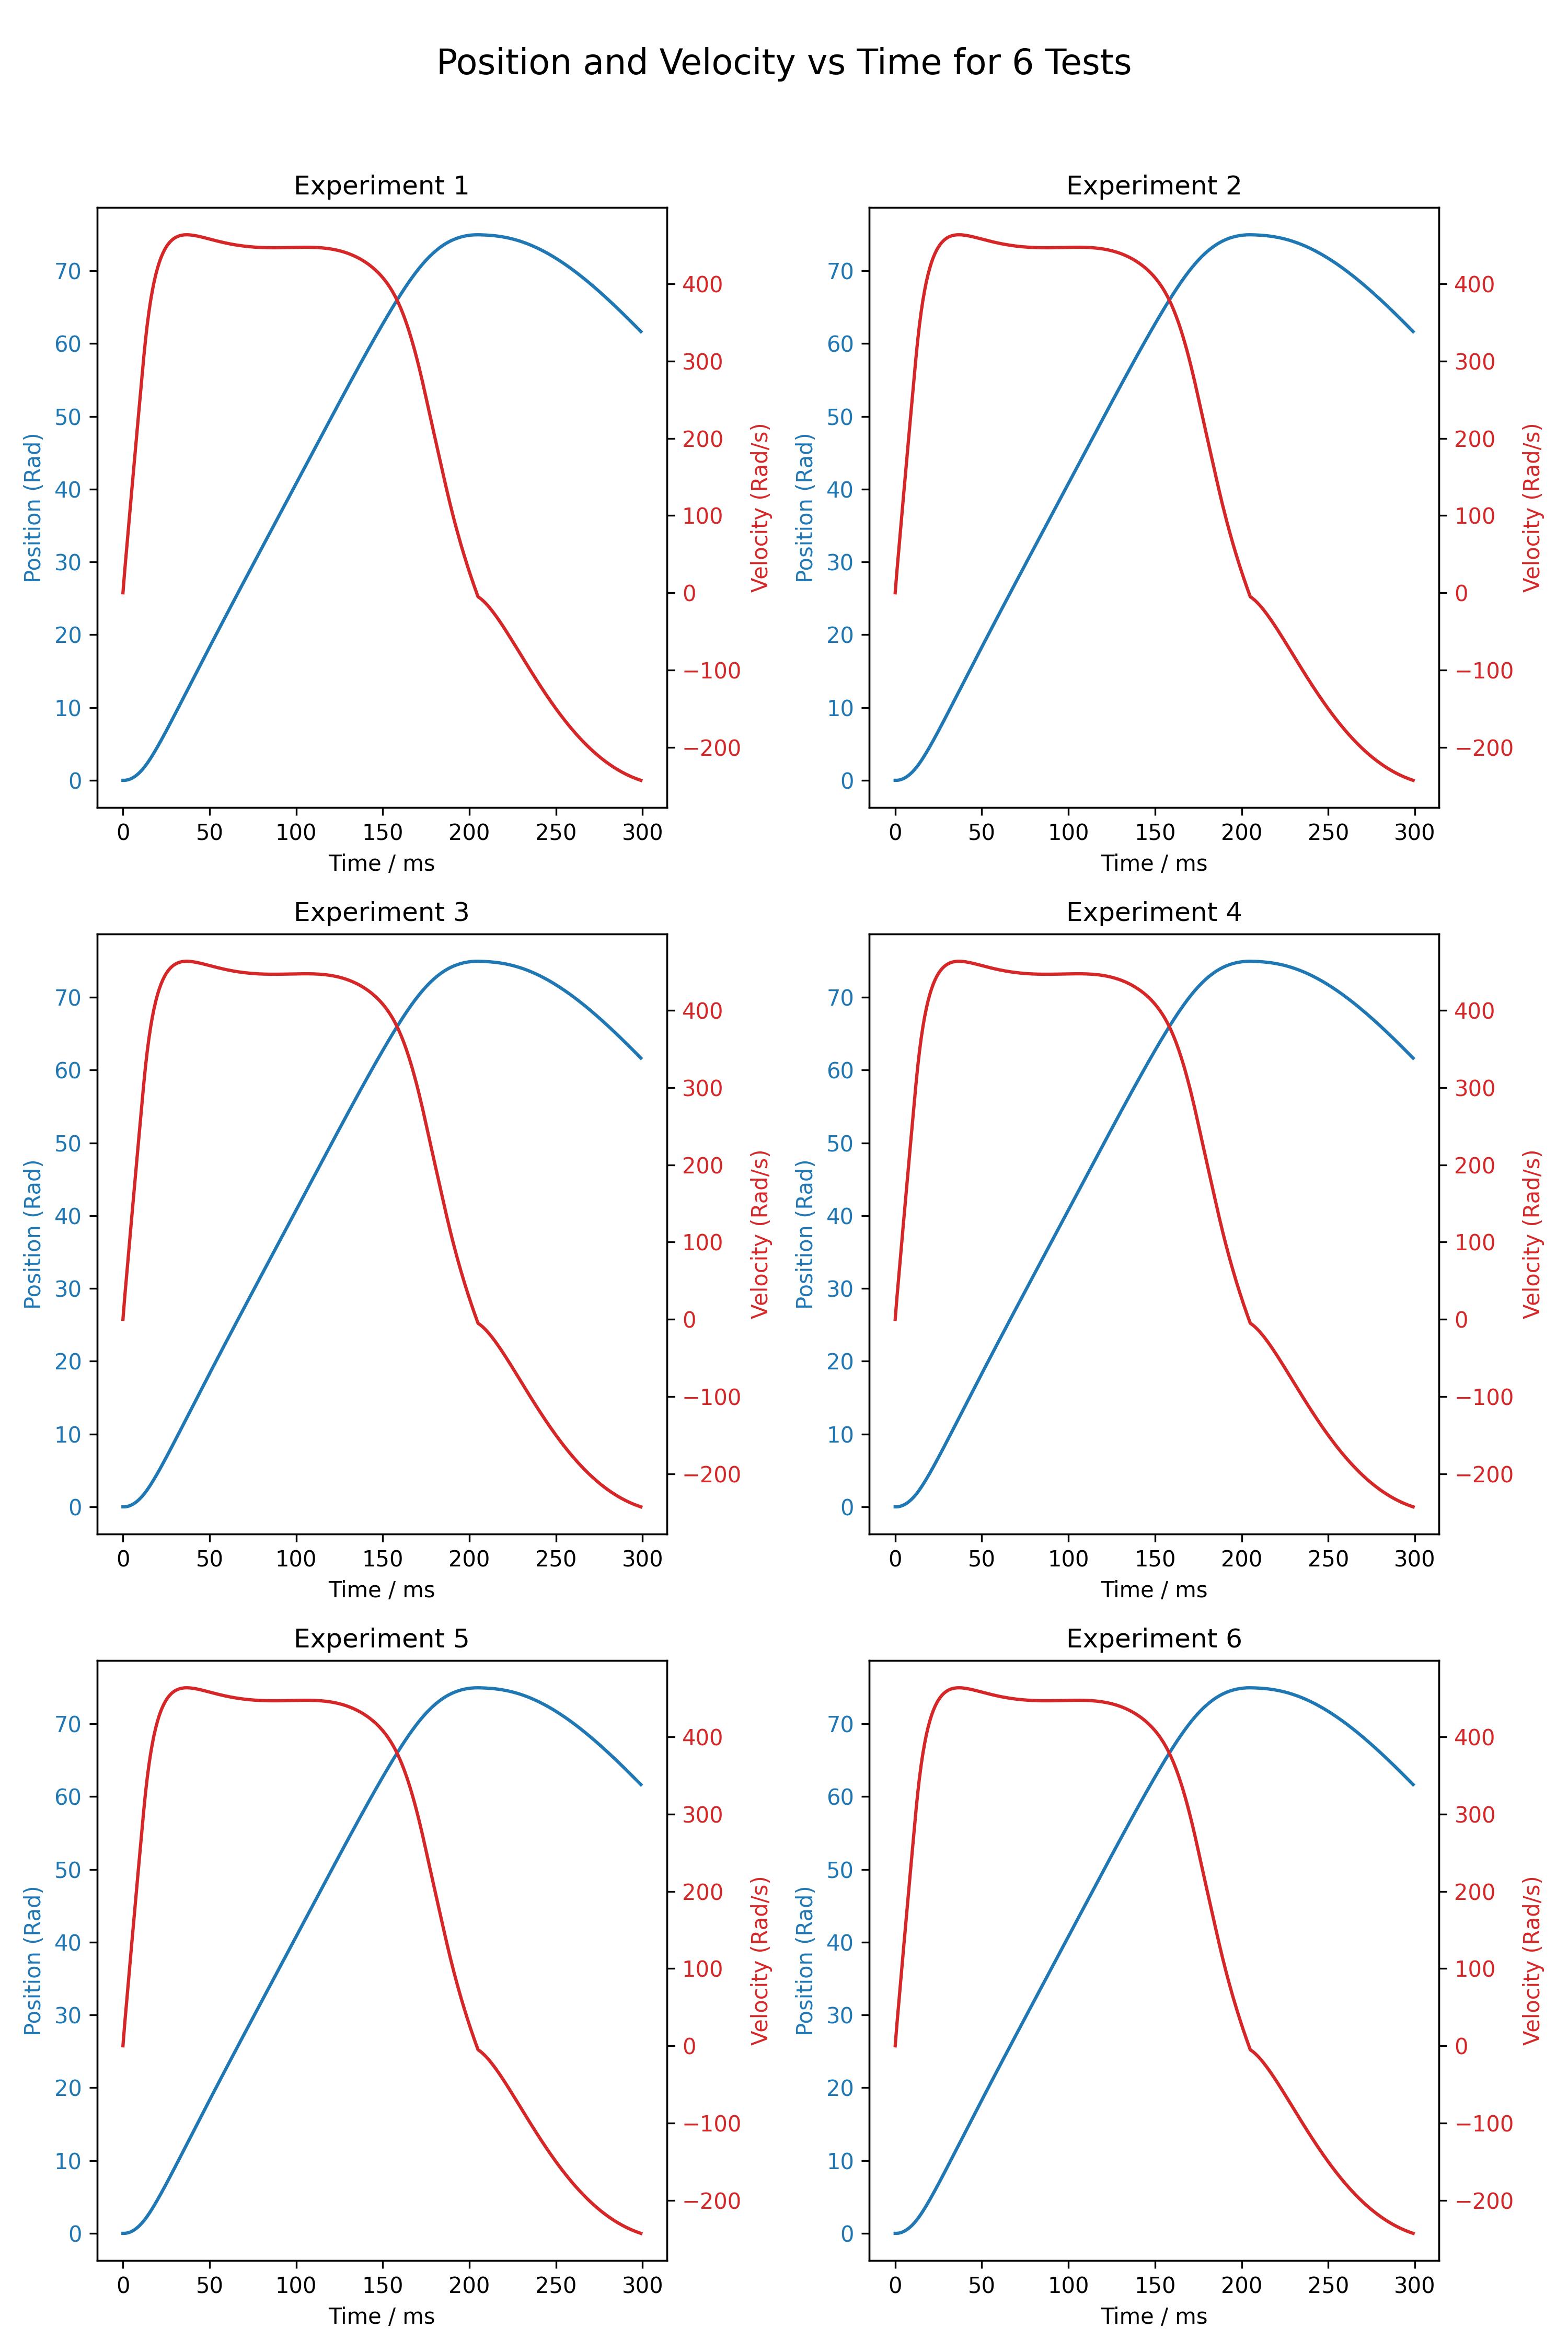 Position and Velocity vs Time for 6 Tests
Experiment 1
Position (Rad)
70
60
50
40
30
20
10
0
Velocity (Rad/s)
400
300
200
100
0
−100
−200
0 50 100 150 200 250 300
Time / ms
Experiment 2
Position (Rad)
70
60
50
40
30
20
10
0
Velocity (Rad/s)
400
300
200
100
0
−100
−200
0 50 100 150 200 250 300
Time / ms
Experiment 3
Position (Rad)
70
60
50
40
30
20
10
0
Velocity (Rad/s)
400
300
200
100
0
−100
−200
0 50 100 150 200 250 300
Time / ms
Experiment 4
Position (Rad)
70
60
50
40
30
20
10
0
Velocity (Rad/s)
400
300
200
100
0
−100
−200
0 50 100 150 200 250 300
Time / ms
Experiment 5
Position (Rad)
70
60
50
40
30
20
10
0
Velocity (Rad/s)
400
300
200
100
0
−100
−200
0 50 100 150 200 250 300
Time / ms
Experiment 6
Position (Rad)
70
60
50
40
30
20
10
0
Velocity (Rad/s)
400
300
200
100
0
−100
−200
0 50 100 150 200 250 300
Time / ms